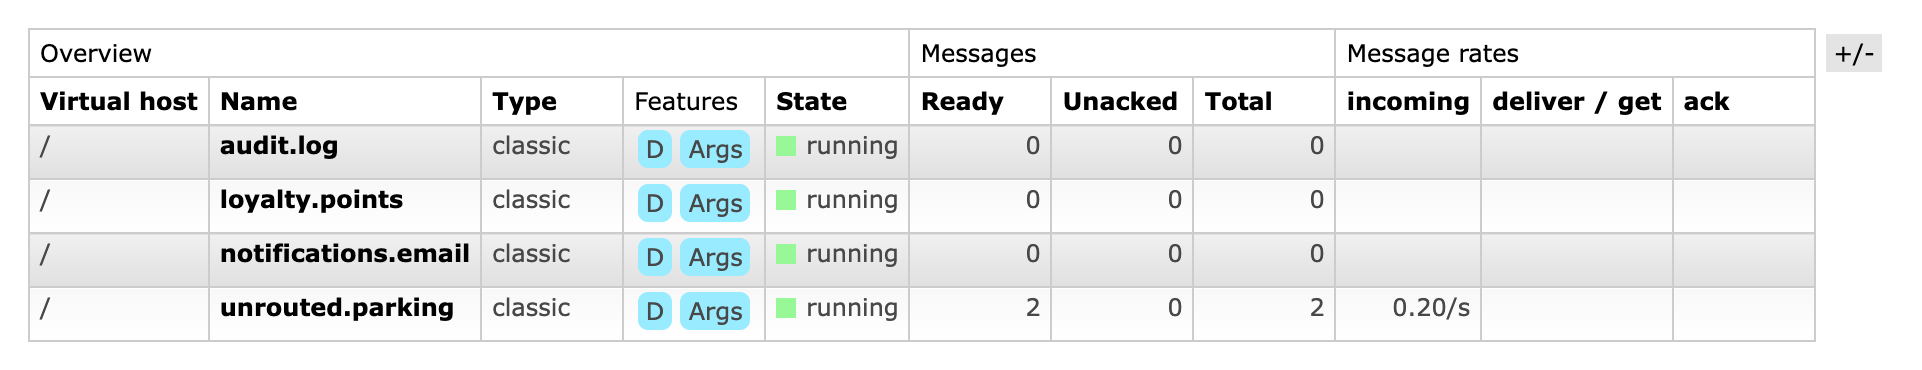 Overview Messages Message rates +/-
Virtual host Name Type Features State Ready Unacked Total incoming deliver / get ack
/ audit.log classic D Args running 0 0 0
/ loyalty.points classic D Args running 0 0 0
/ notifications.email classic D Args running 0 0 0
/ unrouted.parking classic D Args running 2 0 2 0.20/s